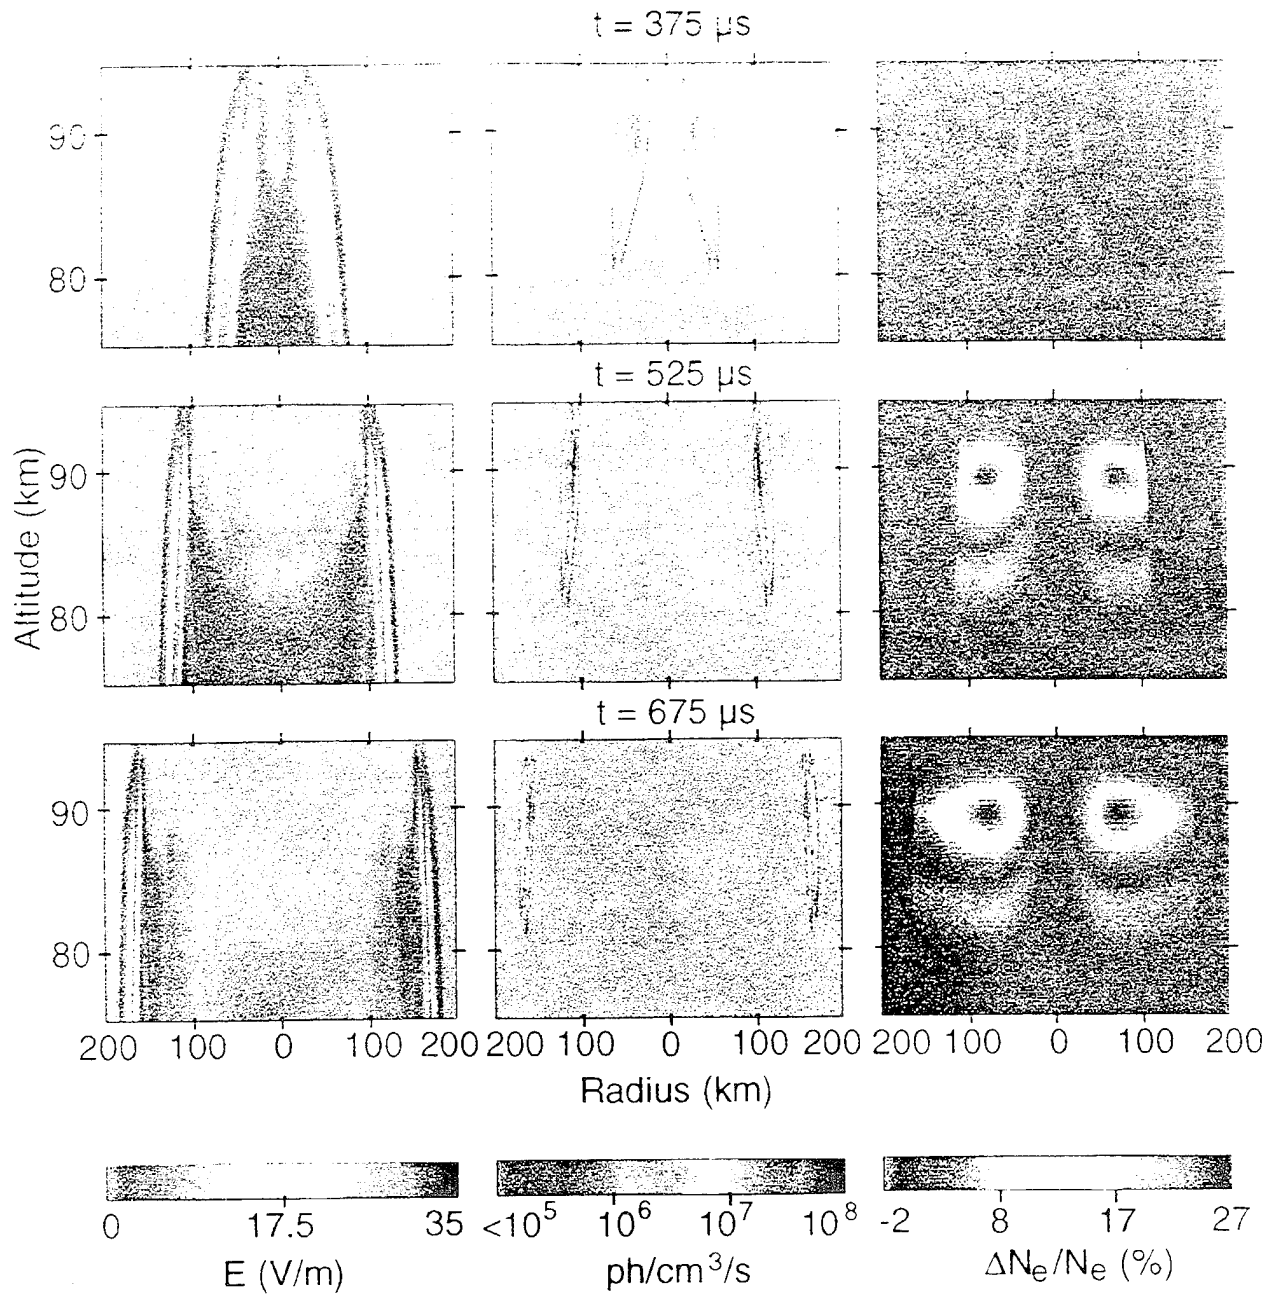 t = 375 µs
90
80
t = 525 µs
90
80
Altitude (km)
t = 675 µs
90
80
200 100 0 100 200 200 100 0 100 200 200 100 0 100 200
Radius (km)
0 17.5 35 <10⁵ 10⁶ 10⁷ 10⁸ -2 8 17 27
E (V/m) ph/cm³/s ΔNe/Ne (%)